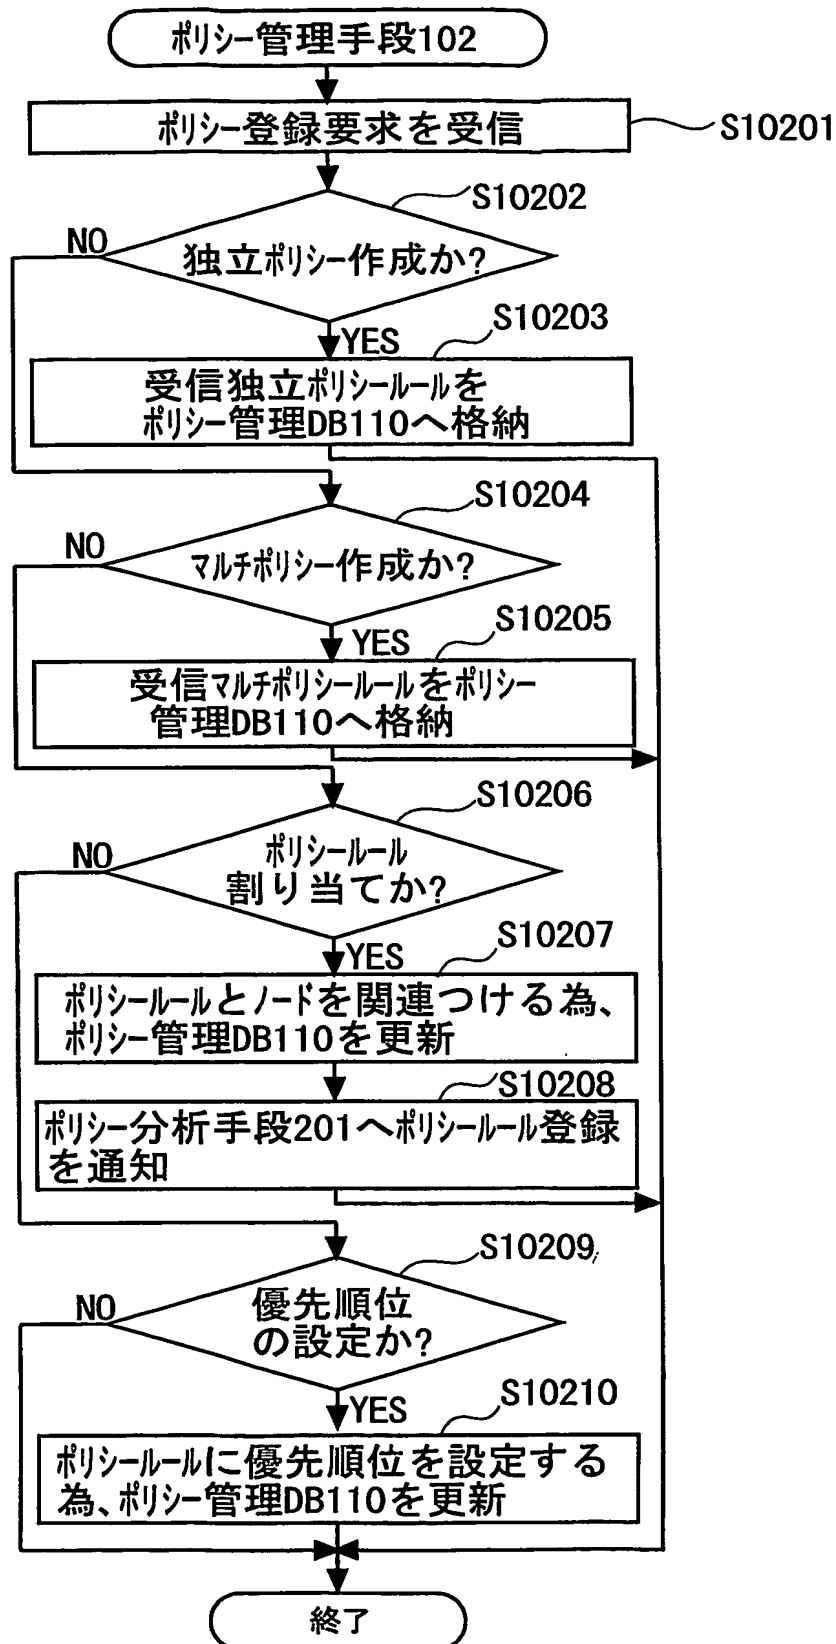 ポリシー管理手段102
ポリシー登録要求を受信
S10201
S10202
NO
独立ポリシー作成か?
S10203
YES
受信独立ポリシールールを
ポリシー管理DB110へ格納
S10204
NO
マルチポリシー作成か?
S10205
YES
受信マルチポリシールールをポリシー
管理DB110へ格納
S10206
NO
ポリシールール
割り当てか?
S10207
YES
ポリシールールとノードを関連つける為、
ポリシー管理DB110を更新
S10208
ポリシー分析手段201へポリシールール登録
を通知
S10209
NO
優先順位
の設定か?
S10210
YES
ポリシールールに優先順位を設定する
為、ポリシー管理DB110を更新
終了